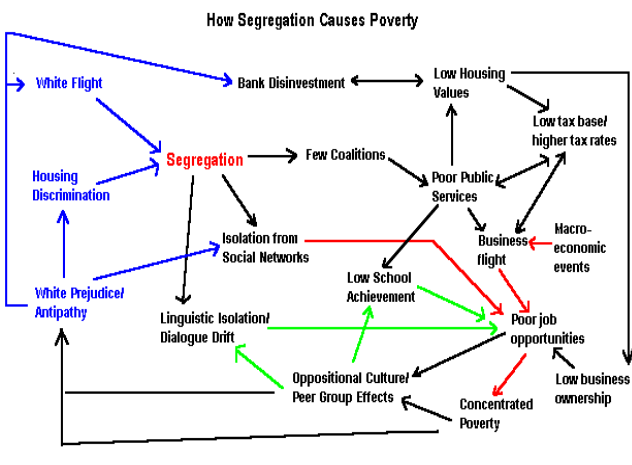 How Segregation Causes Poverty
White Flight
Bank Disinvestment
Low Housing
Values
Low tax base/
higher tax rates
Segregation
Few Coalitions
Housing
Discrimination
Poor Public
Services
Isolation from
Social Networks
Business
flight
Macro-
economic
events
Low School
Achievement
White Prejudice/
Antipathy
Linguistic Isolation/
Dialogue Drift
Poor job
opportunities
Oppositional Culture/
Peer Group Effects
Low business
ownership
Concentrated
Poverty